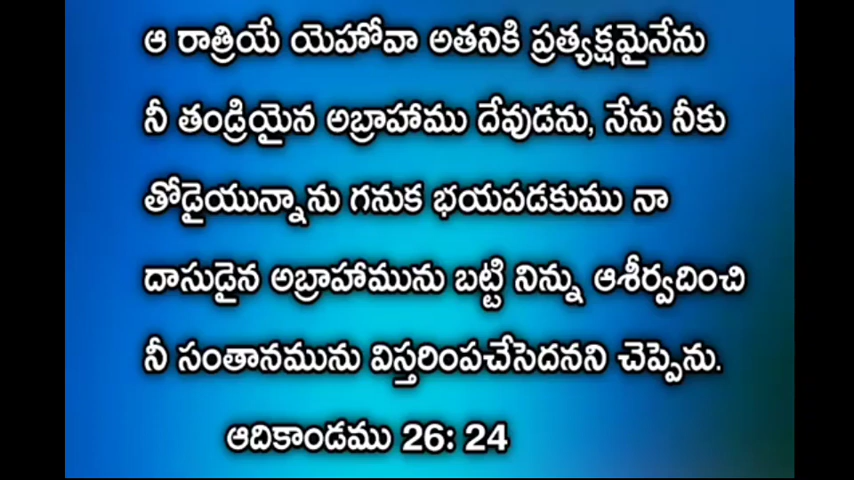 ఆ రాత్రియే యెహోవా అతనికి ప్రత్యక్షమైనేను
నీ తండ్రియైన అబ్రాహాము దేవుడను, నేను నీకు
తోడైయున్నాను గనుక భయపడకుము నా
దాసుడైన అబ్రాహామును బట్టి నిన్ను ఆశీర్వదించి
నీ సంతానమును విస్తరింపచేసెదనని చెప్పెను.
ఆదికాండము 26: 24